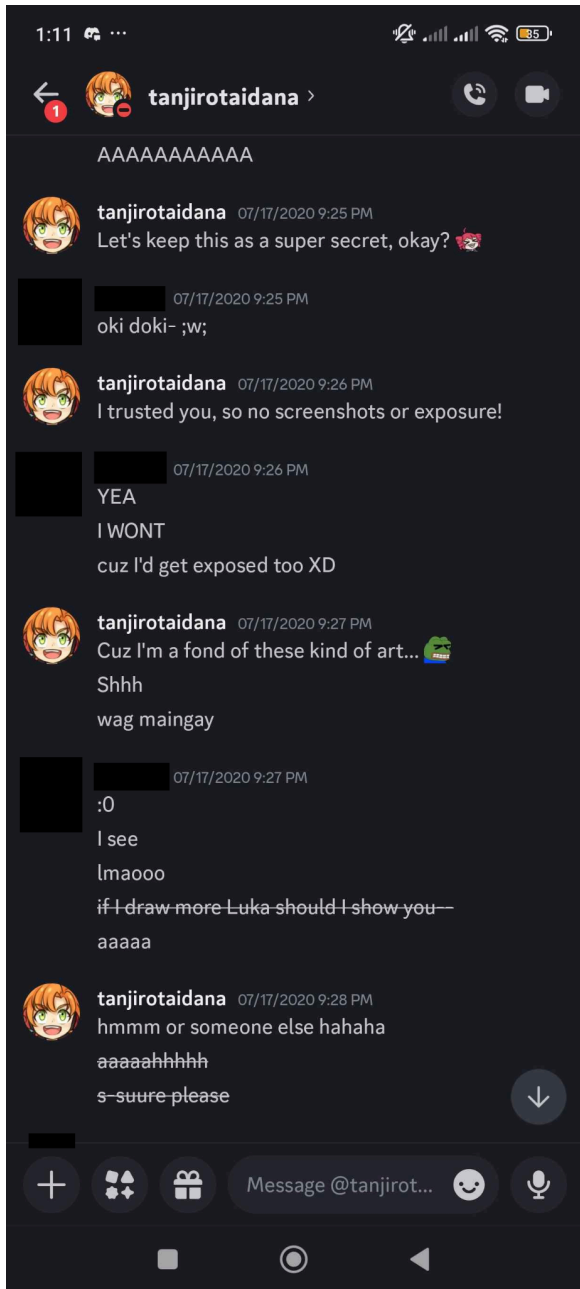 1:11
35
1
tanjirotaidana
AAAAAAAAAAA
tanjirotaidana 07/17/2020 9:25 PM
Let's keep this as a super secret, okay?
07/17/2020 9:25 PM
oki doki- ;w;
tanjirotaidana 07/17/2020 9:26 PM
I trusted you, so no screenshots or exposure!
07/17/2020 9:26 PM
YEA
I WONT
cuz I'd get exposed too XD
tanjirotaidana 07/17/2020 9:27 PM
Cuz I'm a fond of these kind of art...
Shhh
wag maingay
07/17/2020 9:27 PM
:0
I see
lmaooo
if I draw more Luka should I show you--
aaaaa
tanjirotaidana 07/17/2020 9:28 PM
hmmm or someone else hahaha
aaaaahhhhh
s-suure please
Message @tanjirot...